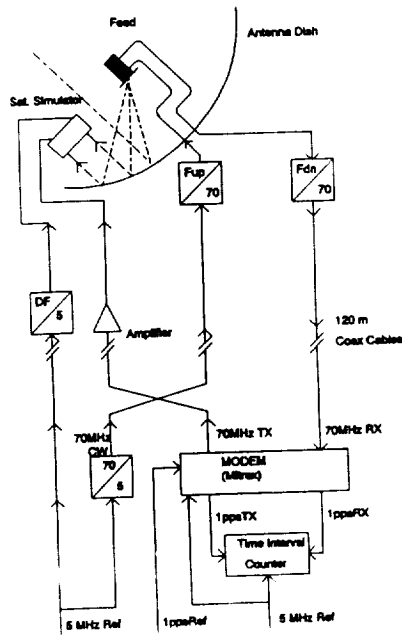 Feed
Antenna Dish
Sat. Simulator
Fup
70
Fdn
70
DF
5
Amplifier
120 m
Coax Cables
70MHz
CW
70MHz TX
70MHz RX
70
5
MODEM
(Mitrex)
1ppsTX
1ppsRX
Time Interval
Counter
5 MHz Ref
1ppsRef
5 MHz Ref